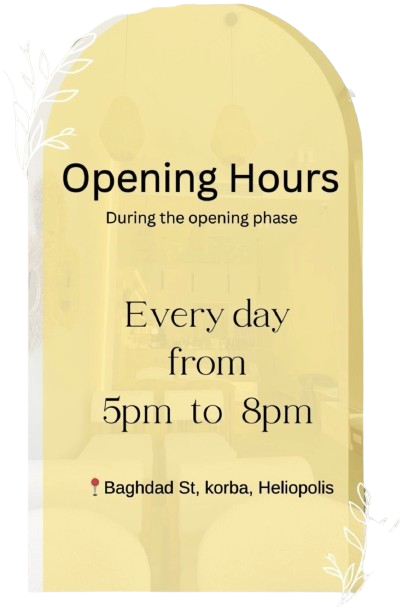 Opening Hours
During the opening phase
Every day
from
5pm to 8pm
📍Baghdad St, korba, Heliopolis